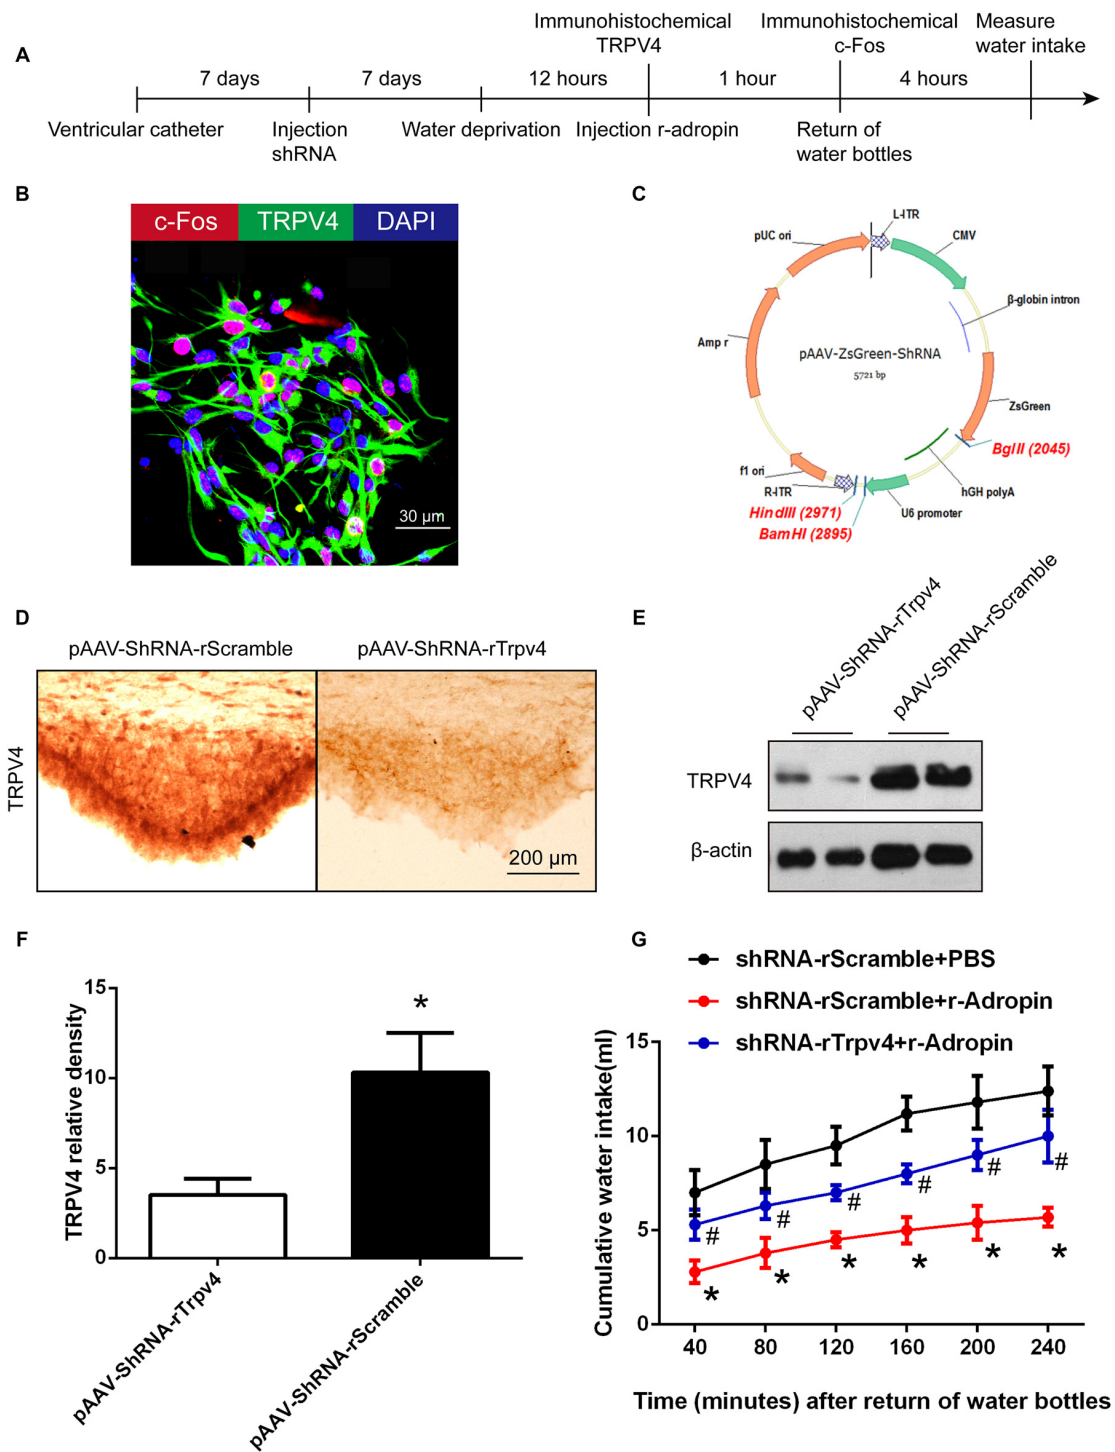 A
Immunohistochemical
TRPV4
Immunohistochemical
c-Fos
Measure
water intake
7 days
7 days
12 hours
1 hour
4 hours
Ventricular catheter
Injection
shRNA
Water deprivation
Injection r-adropin
Return of
water bottles
B
c-Fos TRPV4 DAPI
30 µm
C
L-ITR
pUC ori
CMV
β-globin intron
Amp r
pAAV-ZsGreen-ShRNA
5721 bp
ZsGreen
BglII (2045)
f1 ori
hGH polyA
R-ITR
U6 promoter
HindIII (2971)
BamHI (2895)
D
pAAV-ShRNA-rScramble
pAAV-ShRNA-rTrpv4
TRPV4
200 µm
E
pAAV-ShRNA-rTrpv4
pAAV-ShRNA-rScramble
TRPV4
β-actin
F
TRPV4 relative density
15
10
5
0
*
pAAV-ShRNA-rTrpv4
pAAV-ShRNA-rScramble
G
shRNA-rScramble+PBS
shRNA-rScramble+r-Adropin
shRNA-rTrpv4+r-Adropin
Cumulative water intake(ml)
15
10
5
0
# # # # # #
* * * * * *
40 80 120 160 200 240
Time (minutes) after return of water bottles